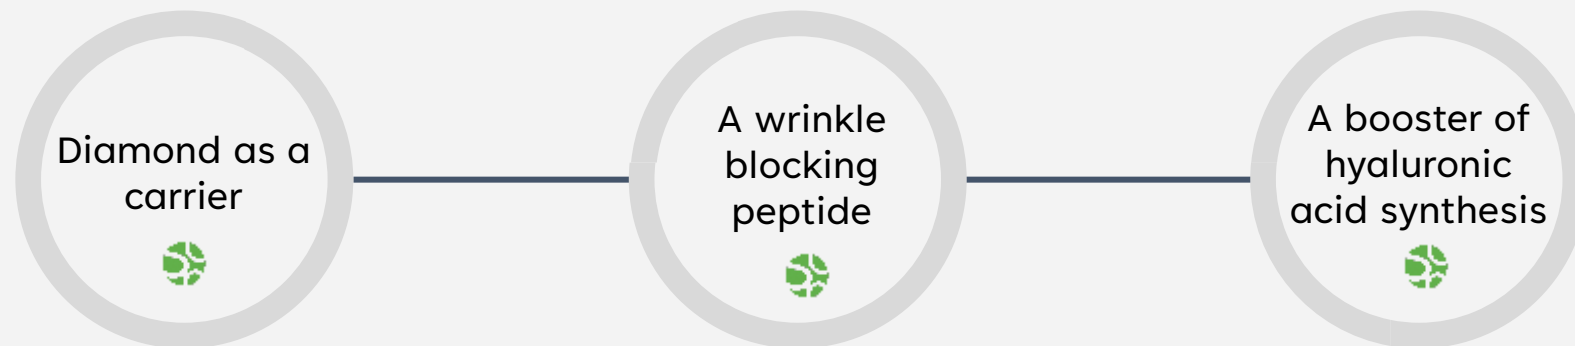 Diamond as a
carrier
A wrinkle
blocking
peptide
A booster of
hyaluronic
acid synthesis